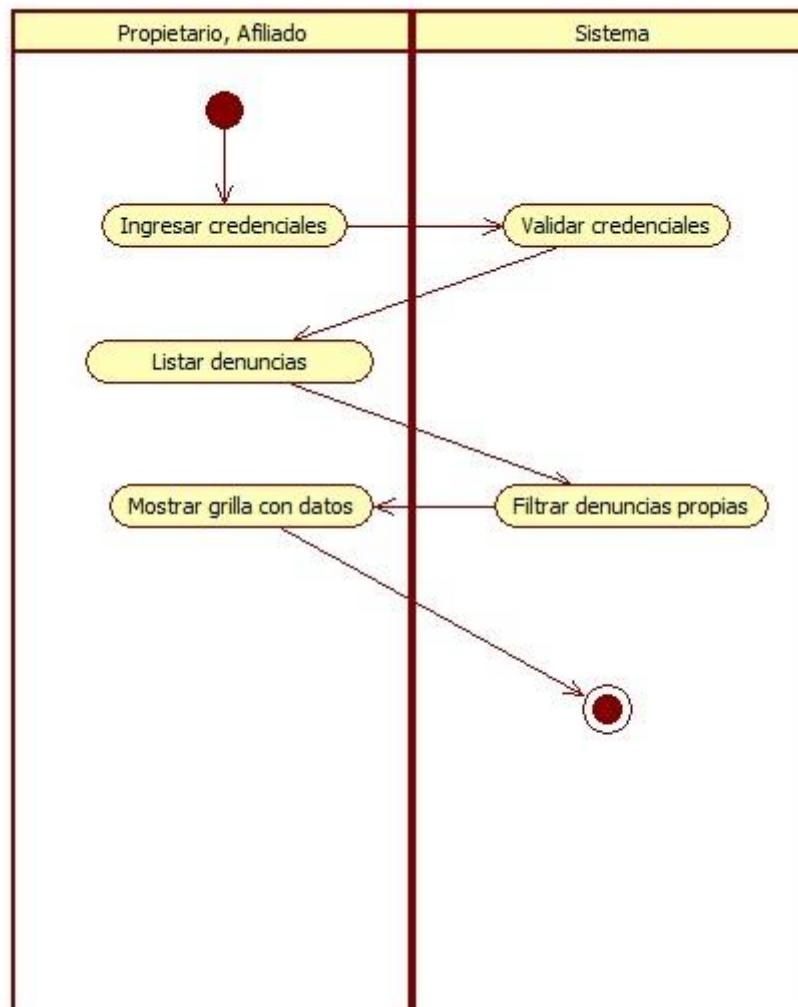 Propietario, Afiliado
Sistema
Ingresar credenciales
Validar credenciales
Listar denuncias
Mostrar grilla con datos
Filtrar denuncias propias